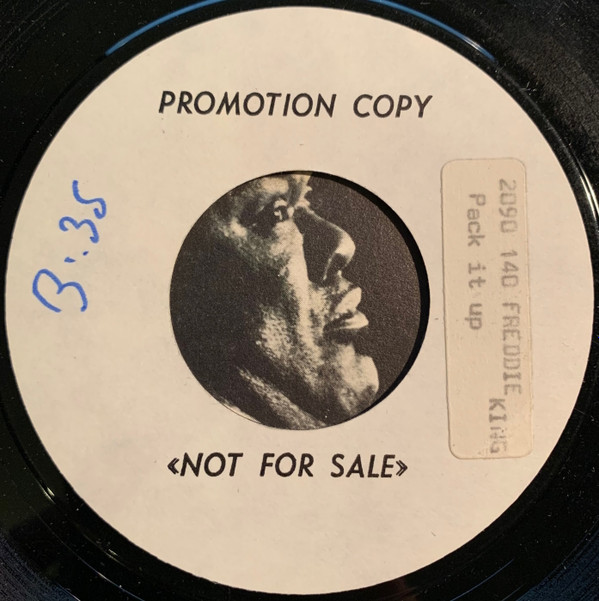 PROMOTION COPY
3:35
2090 140 FREDDIE KING
Pack it up
«NOT FOR SALE»